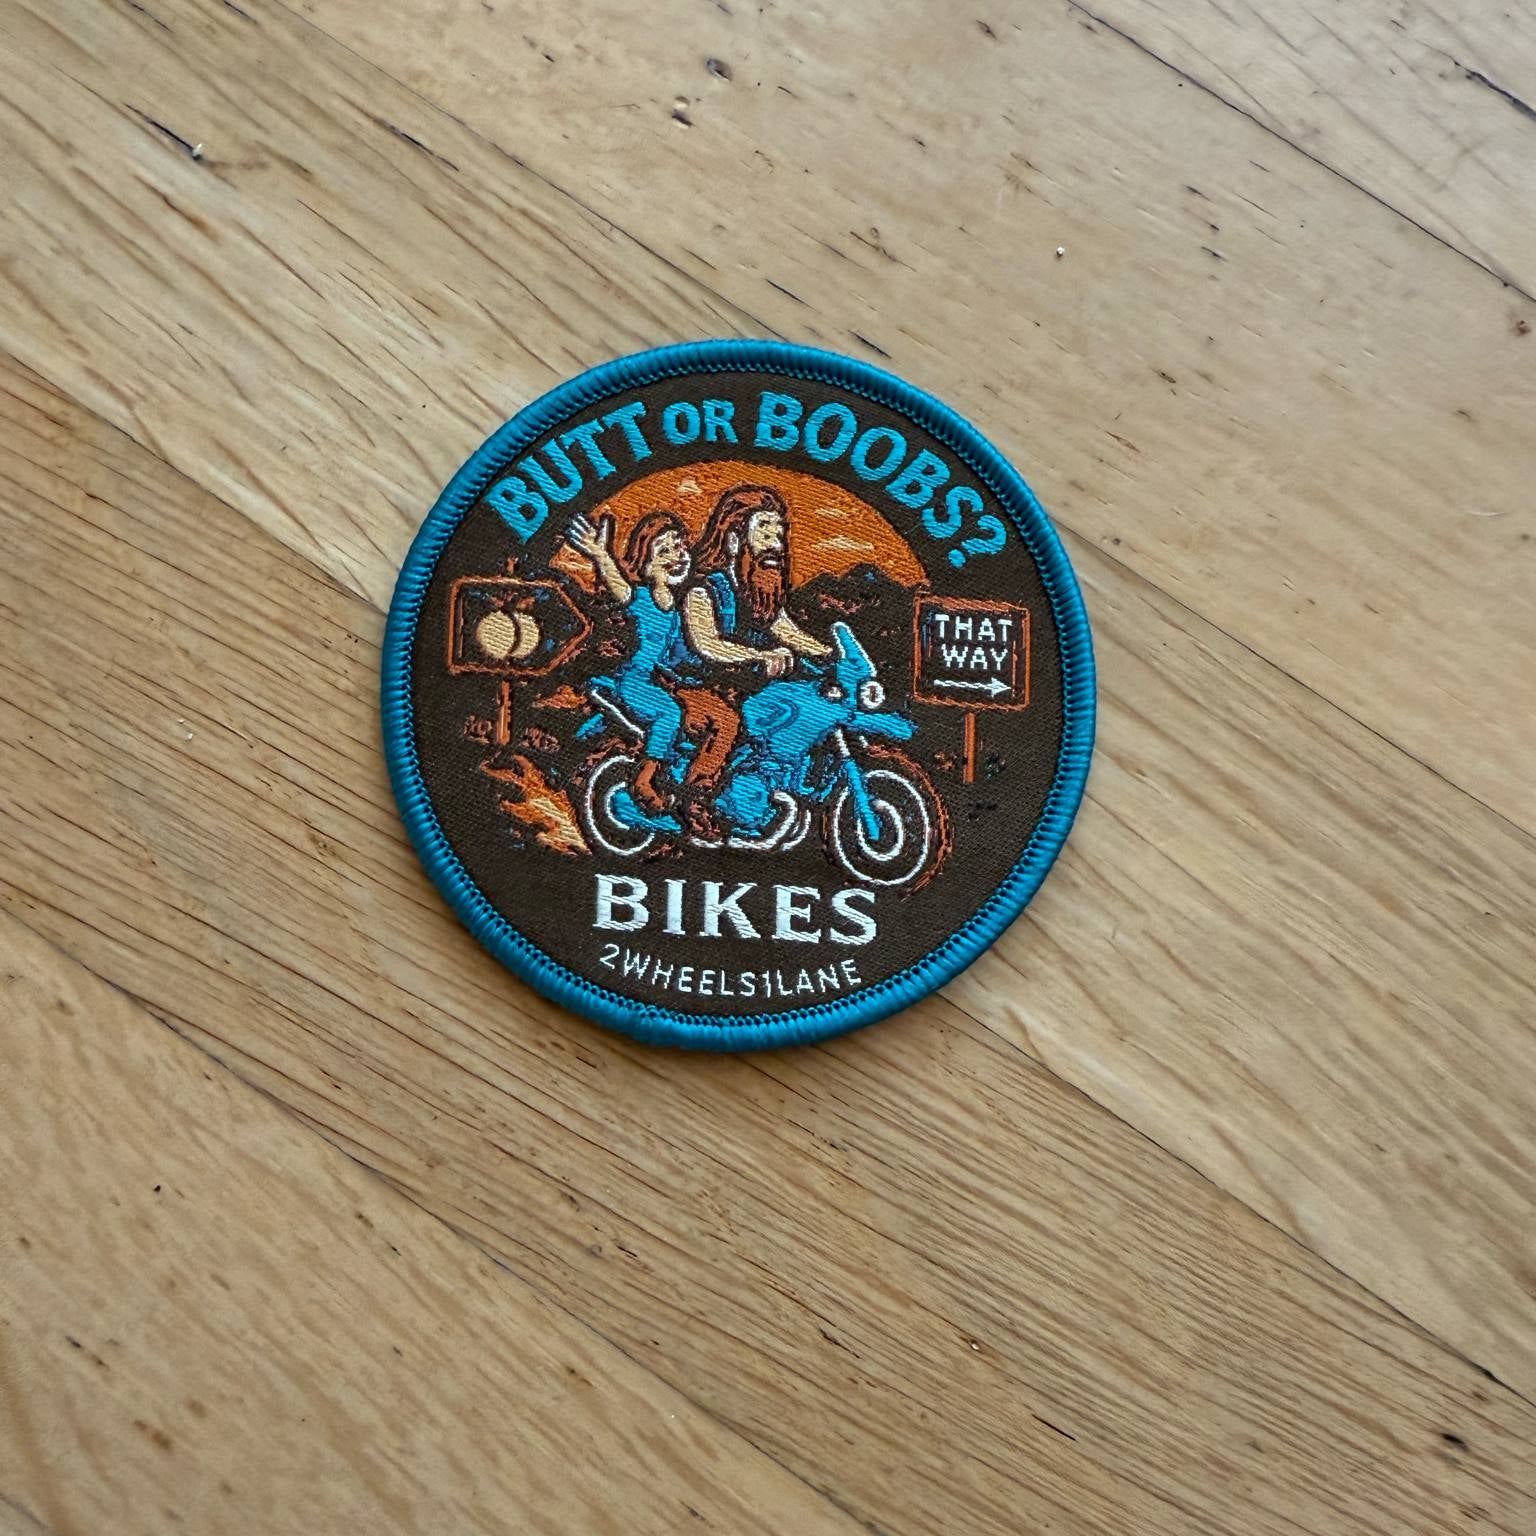 BUTT OR BOOBS?
THAT
WAY
BIKES
2WHEELS1LANE